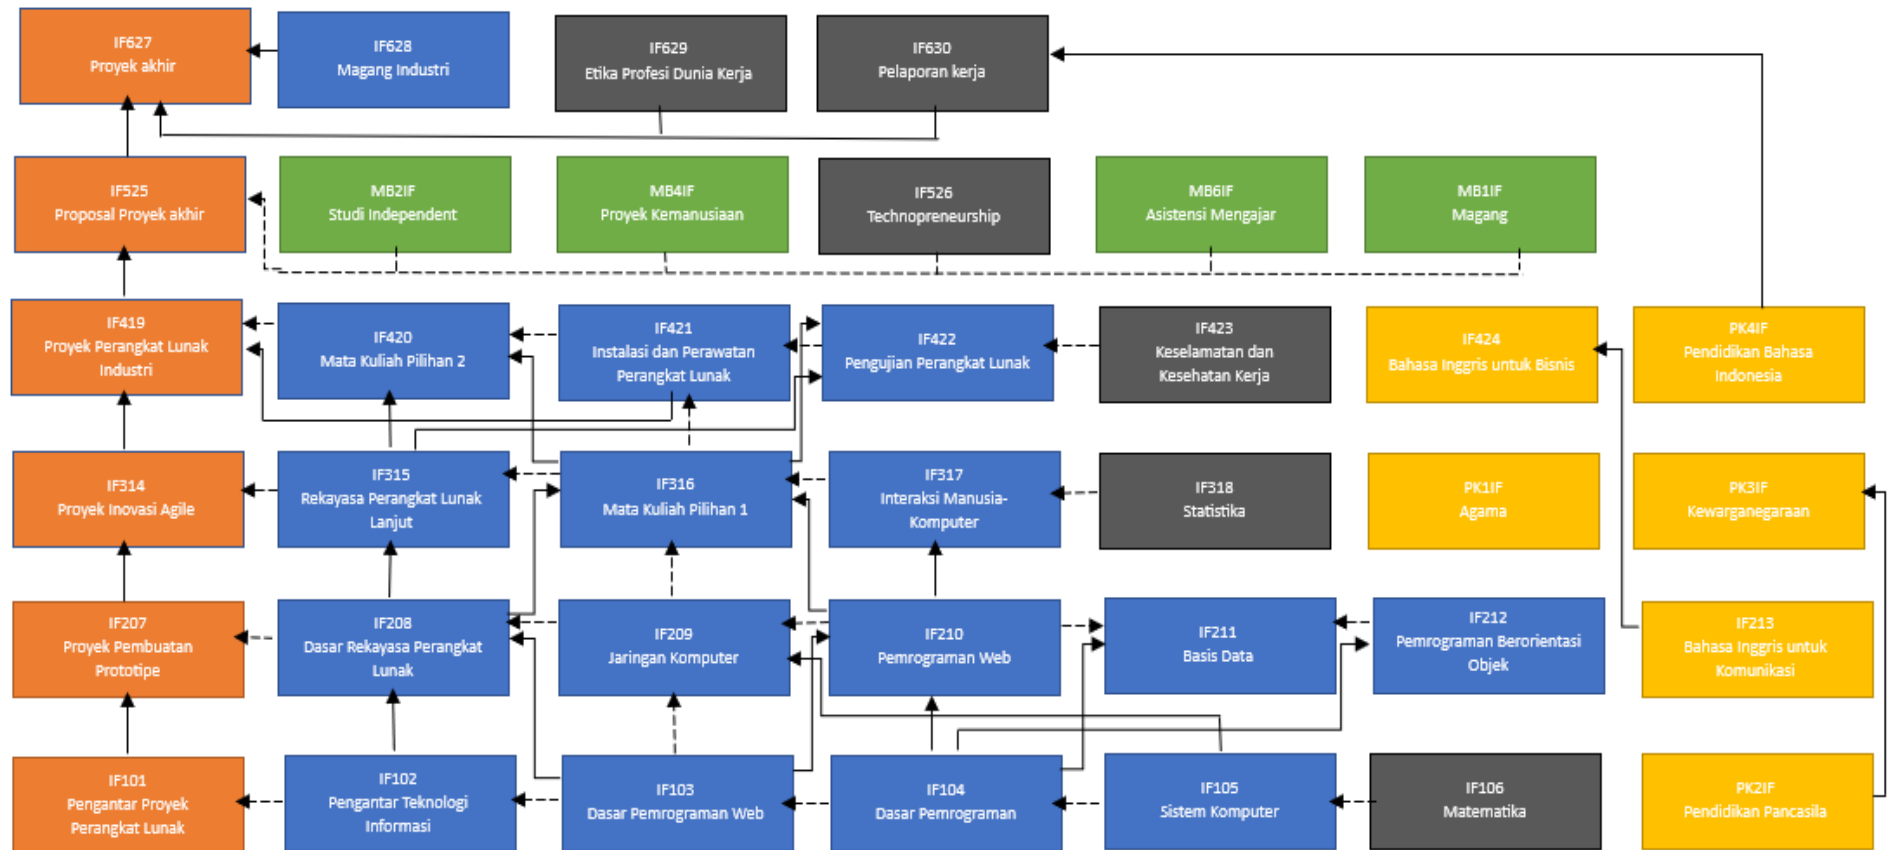 IF627
Proyek akhir
IF628
Magang Industri
IF629
Etika Profesi Dunia Kerja
IF630
Pelaporan kerja
IF525
Proposal Proyek akhir
MB2IF
Studi Independent
MB4IF
Proyek Kemanusiaan
IF526
Technopreneurship
MB6IF
Asistensi Mengajar
MB1IF
Magang
IF419
Proyek Perangkat Lunak
Industri
IF420
Mata Kuliah Pilihan 2
IF421
Instalasi dan Perawatan
Perangkat Lunak
IF422
Pengujian Perangkat Lunak
IF423
Keselamatan dan
Kesehatan Kerja
IF424
Bahasa Inggris untuk Bisnis
PK4IF
Pendidikan Bahasa
Indonesia
IF314
Proyek Inovasi Agile
IF315
Rekayasa Perangkat Lunak
Lanjut
IF316
Mata Kuliah Pilihan 1
IF317
Interaksi Manusia-
Komputer
IF318
Statistika
PK1IF
Agama
PK3IF
Kewarganegaraan
IF207
Proyek Pembuatan
Prototipe
IF208
Dasar Rekayasa Perangkat
Lunak
IF209
Jaringan Komputer
IF210
Pemrograman Web
IF211
Basis Data
IF212
Pemrograman Berorientasi
Objek
IF213
Bahasa Inggris untuk
Komunikasi
IF101
Pengantar Proyek
Perangkat Lunak
IF102
Pengantar Teknologi
Informasi
IF103
Dasar Pemrograman Web
IF104
Dasar Pemrograman
IF105
Sistem Komputer
IF106
Matematika
PK2IF
Pendidikan Pancasila